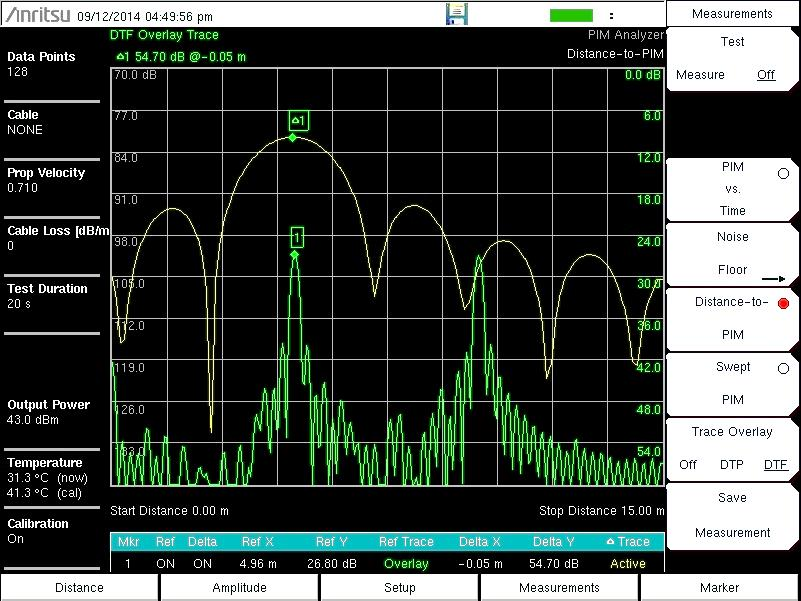 Anritsu 09/12/2014 04:49:56 pm
:
Measurements
DTF Overlay Trace
PIM Analyzer
△1 54.70 dB @-0.05 m
Distance-to-PIM
Data Points
128
Cable
NONE
Prop Velocity
0.710
Cable Loss [dB/m
0
Test Duration
20 s
Output Power
43.0 dBm
Temperature
31.3 °C (now)
41.3 °C (cal)
Calibration
On
70.0 dB
77.0
84.0
91.0
98.0
105.0
112.0
119.0
126.0
133.0
△1
1
0.0 dB
6.0
12.0
18.0
24.0
30.0
36.0
42.0
48.0
54.0
Start Distance 0.00 m
Stop Distance 15.00 m
Mkr Ref Delta Ref X Ref Y Ref Trace Delta X Delta Y △ Trace
1 ON ON 4.96 m 26.80 dB Overlay -0.05 m 54.70 dB Active
Test
Measure Off
PIM
vs.
Time
Noise
Floor
Distance-to-
PIM
Swept
PIM
Trace Overlay
Off DTP DTF
Save
Measurement
Distance Amplitude Setup Measurements Marker